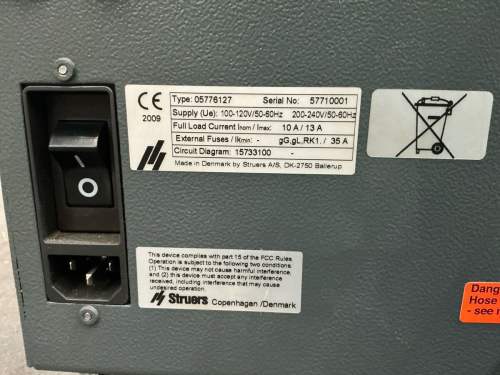 CE
2009
Type: 05776127 Serial No: 57710001
Supply (Ue): 100-120V/50-60Hz 200-240V/50-60Hz
Full Load Current Inom / Imax: 10 A / 13 A
External Fuses / Ikmin: - gG.gL,RK1. / 35 A
Circuit Diagram: 15733100 -
Made in Denmark by Struers A/S, DK-2750 Ballerup
This device complies with part 15 of the FCC Rules
Operation is subject to the following two conditions.
(1) This device may not cause harmful interference,
and (2) this device must accept any interference
received, including interference that may cause
undesired operation.
Struers Copenhagen /Denmark
Dang
Hose
- see m